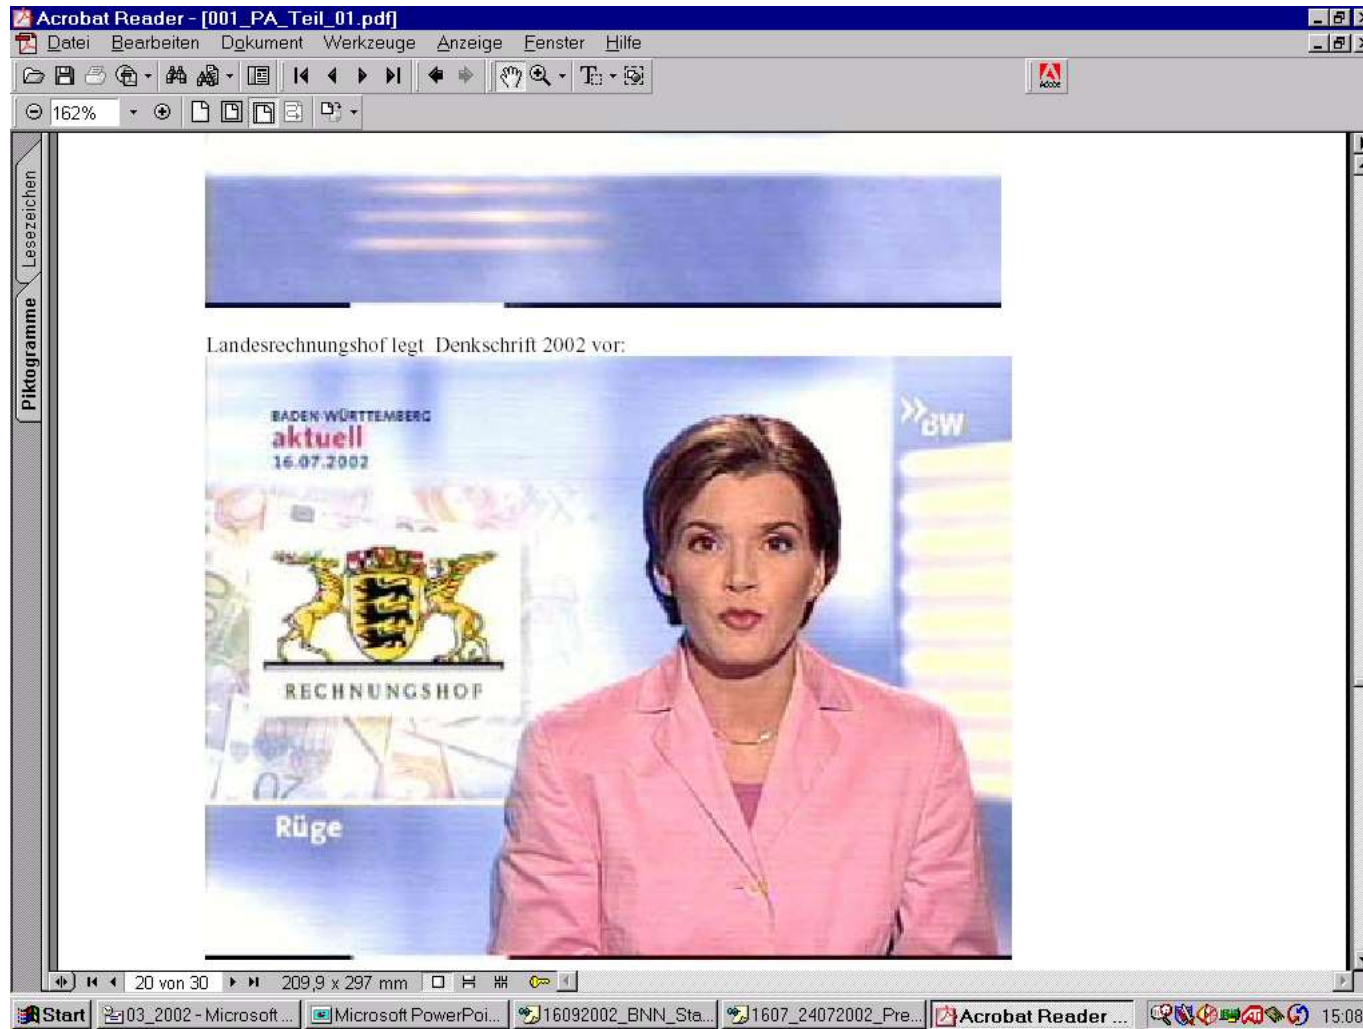 Acrobat Reader - [001_PA_Teil_01.pdf]
Datei Bearbeiten Dokument Werkzeuge Anzeige Fenster Hilfe
162%
Lesezeichen
Piktogramme
Landesrechnungshof legt Denkschrift 2002 vor:
BADEN WÜRTTEMBERG
aktuell
16.07.2002
BW
RECHNUNGSHOF
Rüge
20 von 30 209,9 x 297 mm
Start 03_2002 - Microsoft ... Microsoft PowerPoi... 16092002_BNN_Sta... 1607_24072002_Pre... Acrobat Reader ... 15:08